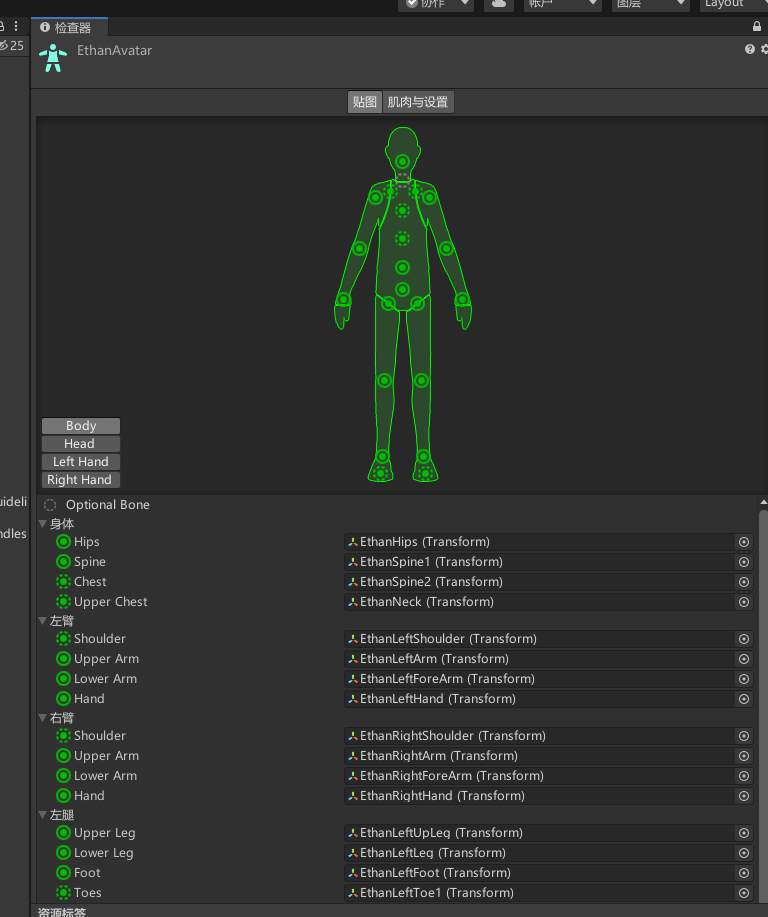 协作
帐户
图层
Layout
检查器
25
EthanAvatar
贴图
肌肉与设置
Body
Head
Left Hand
Right Hand
uideli
ndles
Optional Bone
身体
Hips EthanHips (Transform)
Spine EthanSpine1 (Transform)
Chest EthanSpine2 (Transform)
Upper Chest EthanNeck (Transform)
左臂
Shoulder EthanLeftShoulder (Transform)
Upper Arm EthanLeftArm (Transform)
Lower Arm EthanLeftForeArm (Transform)
Hand EthanLeftHand (Transform)
右臂
Shoulder EthanRightShoulder (Transform)
Upper Arm EthanRightArm (Transform)
Lower Arm EthanRightForeArm (Transform)
Hand EthanRightHand (Transform)
左腿
Upper Leg EthanLeftUpLeg (Transform)
Lower Leg EthanLeftLeg (Transform)
Foot EthanLeftFoot (Transform)
Toes EthanLeftToe1 (Transform)
资源标签